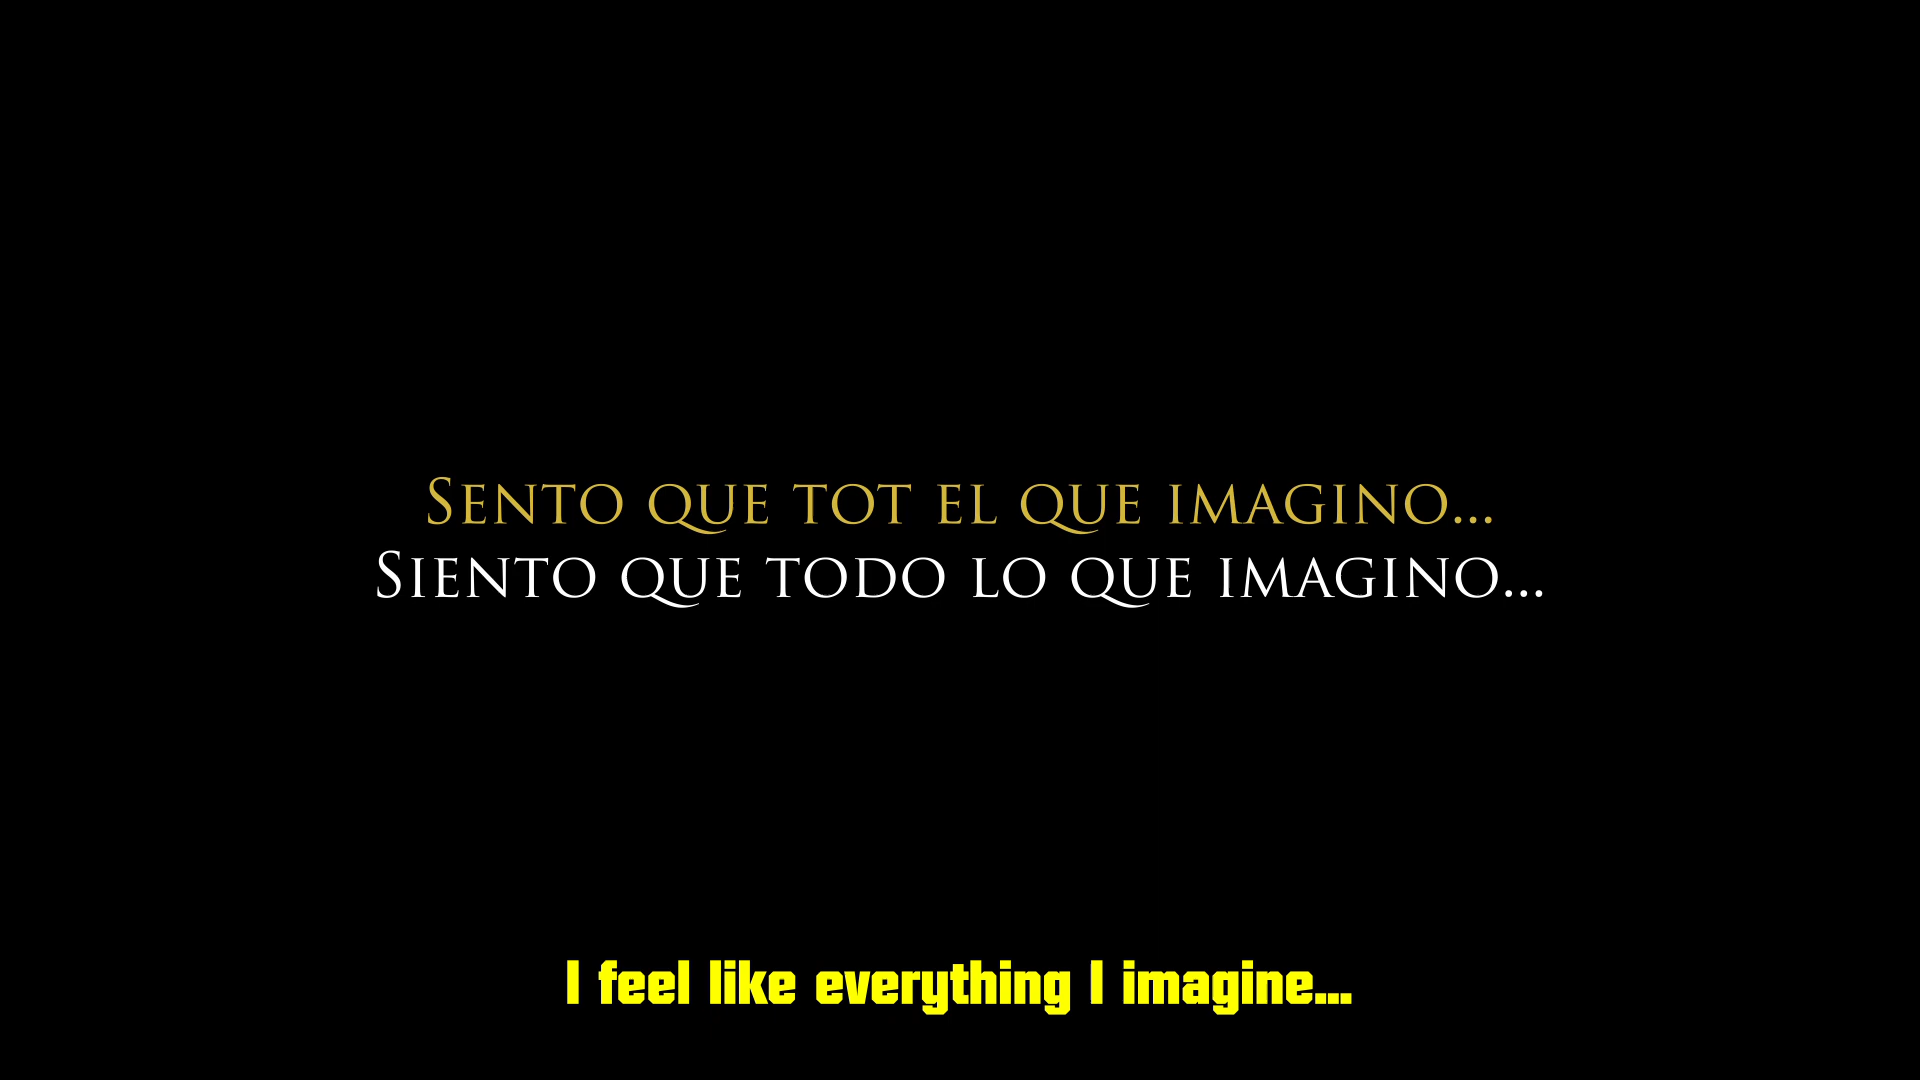 Sento que tot el que imagino...
Siento que todo lo que imagino...
I feel like everything I imagine...